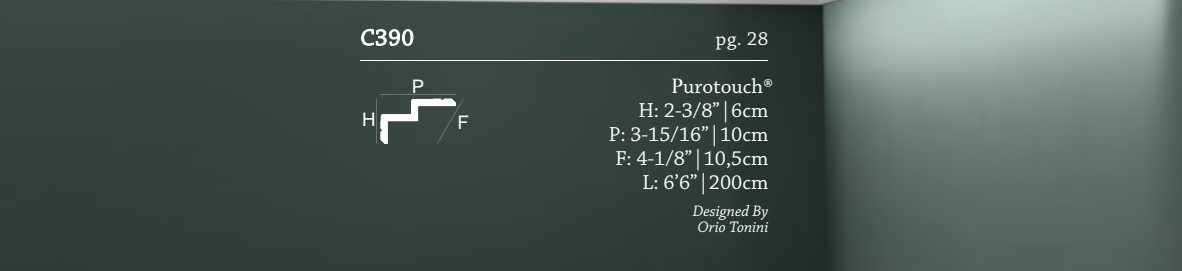 C390
pg. 28
P
H
F
Purotouch®
H: 2-3/8”|6cm
P: 3-15/16”|10cm
F: 4-1/8”|10,5cm
L: 6’6”|200cm
Designed By
Orio Tonini